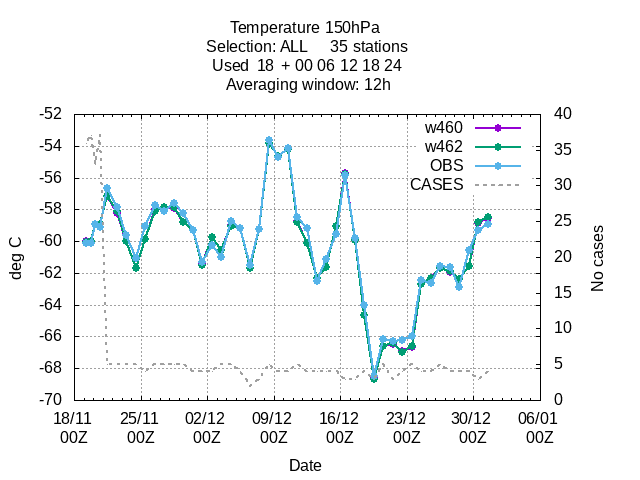 Temperature 150hPa
Selection: ALL 35 stations
Used 18 + 00 06 12 18 24
Averaging window: 12h
-52
-54
-56
-58
-60
-62
-64
-66
-68
-70
deg C
40
35
30
25
20
15
10
5
0
No cases
w460
w462
OBS
CASES
18/11 25/11 02/12 09/12 16/12 23/12 30/12 06/01
00Z 00Z 00Z 00Z 00Z 00Z 00Z 00Z
Date